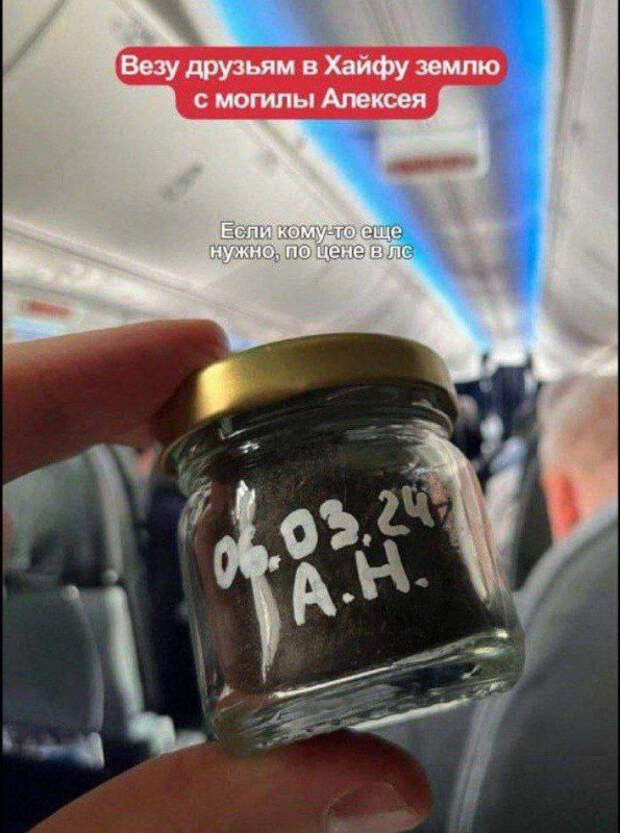 Везу друзьям в Хайфу землю
с могилы Алексея
Если кому-то еще
нужно, по цене в лс
06.03.24
А.Н.